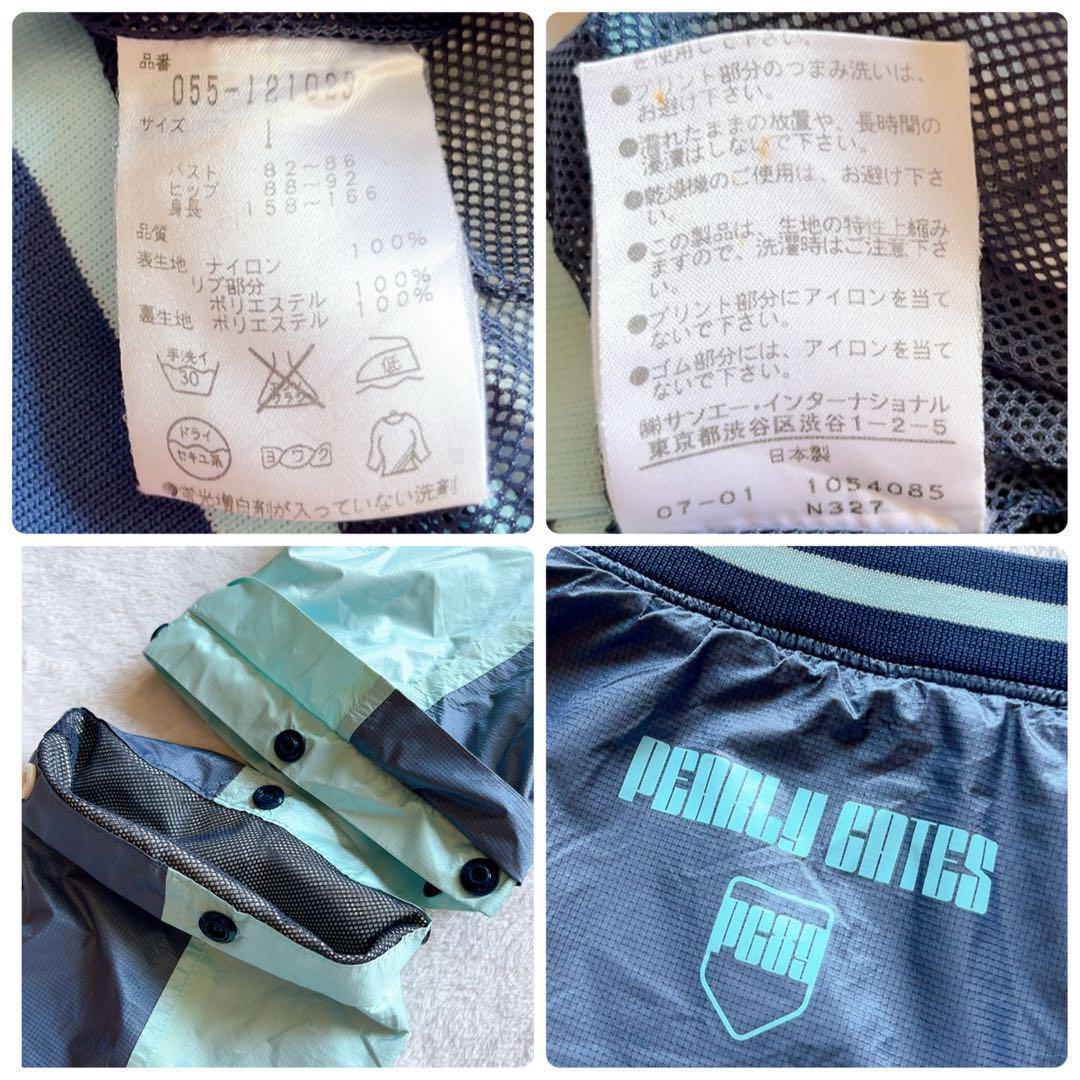 品番
055-121029
サイズ
1
バスト 82～86
ヒップ 88～92
身長 158～166
品質
表生地 ナイロン 100%
リブ部分
ポリエステル 100%
裏生地 ポリエステル 100%
手洗イ
30
低
ドライ
セキユ系
ヨワク
●蛍光増白剤が入っていない洗剤
を使用して下さい。
●プリント部分のつまみ洗いは、
お避け下さい。
●濡れたままの放置や、長時間の
浸漬はしないで下さい。
●乾燥機のご使用は、お避け下さ
い。
●この製品は、生地の特性上縮み
ますので、洗濯時はご注意下さ
い。
●プリント部分にアイロンを当て
ないで下さい。
●ゴム部分には、アイロンを当て
ないで下さい。
㈱サンエー・インターナショナル
東京都渋谷区渋谷1-2-5
日本製
07-01 1054085
N327
PEARLY GATES
PG89